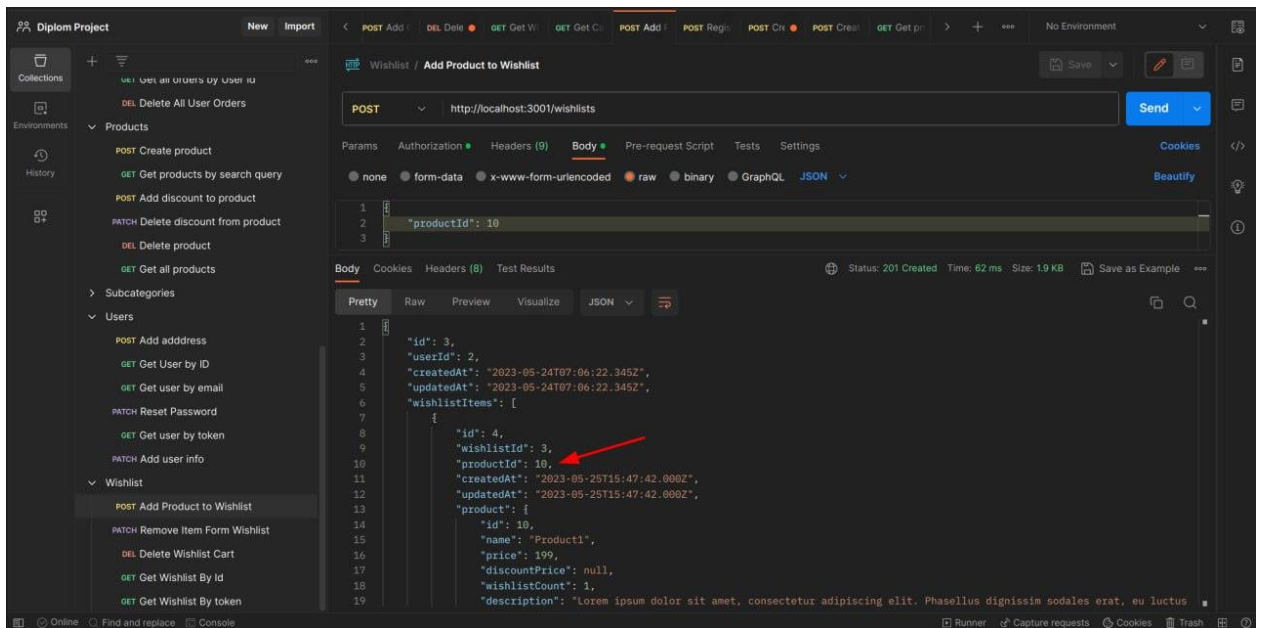 Diplom Project New Import
POST Add DEL Dele GET Get Wi GET Get Ca POST Add POST Regis POST Cre POST Creat GET Get pr No Environment
Collections
Environments
History
GET Get all orders by User Id
DEL Delete All User Orders
Products
POST Create product
GET Get products by search query
POST Add discount to product
PATCH Delete discount from product
DEL Delete product
GET Get all products
Subcategories
Users
POST Add adddress
GET Get User by ID
GET Get user by email
PATCH Reset Password
GET Get user by token
PATCH Add user info
Wishlist
POST Add Product to Wishlist
PATCH Remove Item Form Wishlist
DEL Delete Wishlist Cart
GET Get Wishlist By Id
GET Get Wishlist By token
HTTP Wishlist / Add Product to Wishlist Save
POST http://localhost:3001/wishlists Send
Params Authorization Headers (9) Body Pre-request Script Tests Settings Cookies
none form-data x-www-form-urlencoded raw binary GraphQL JSON Beautify
1 {
2 "productId": 10
3 }
Body Cookies Headers (8) Test Results Status: 201 Created Time: 62 ms Size: 1.9 KB Save as Example
Pretty Raw Preview Visualize JSON
1 {
2 "id": 3,
3 "userId": 2,
4 "createdAt": "2023-05-24T07:06:22.345Z",
5 "updatedAt": "2023-05-24T07:06:22.345Z",
6 "wishlistItems": [
7 {
8 "id": 4,
9 "wishlistId": 3,
10 "productId": 10,
11 "createdAt": "2023-05-25T15:47:42.000Z",
12 "updatedAt": "2023-05-25T15:47:42.000Z",
13 "product": {
14 "id": 10,
15 "name": "Product1",
16 "price": 199,
17 "discountPrice": null,
18 "wishlistCount": 1,
19 "description": "Lorem ipsum dolor sit amet, consectetur adipiscing elit. Phasellus dignissim sodales erat, eu luctus
Online Find and replace Console Runner Capture requests Cookies Trash